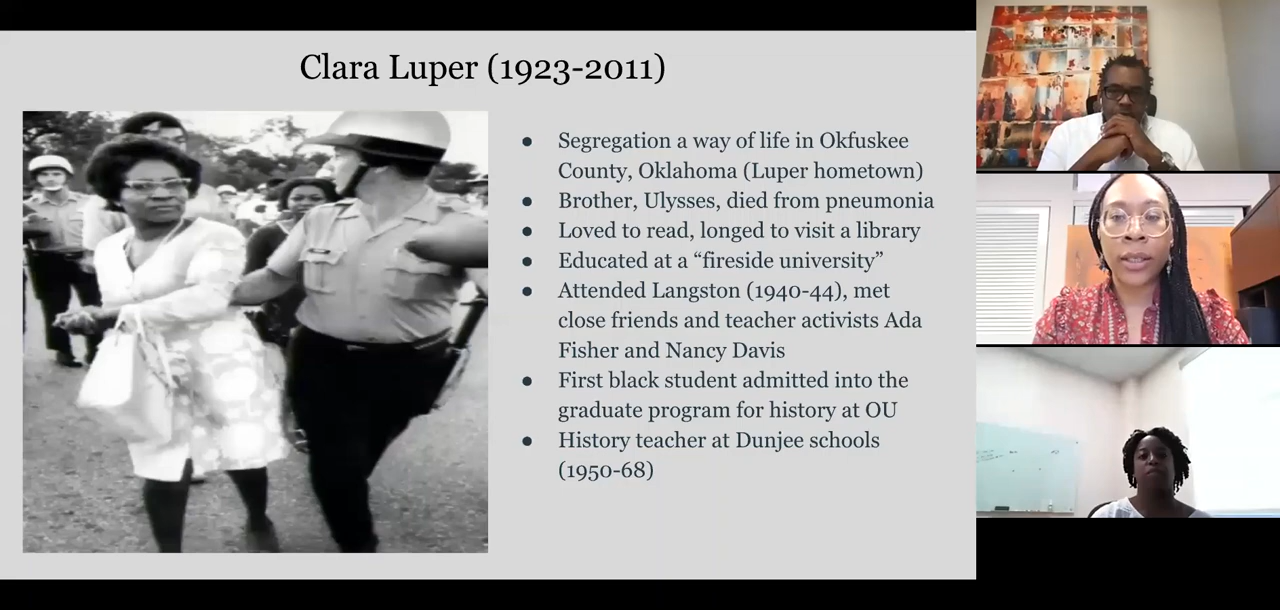 Clara Luper (1923-2011)
● Segregation a way of life in Okfuskee
County, Oklahoma (Luper hometown)
● Brother, Ulysses, died from pneumonia
● Loved to read, longed to visit a library
● Educated at a “fireside university”
● Attended Langston (1940-44), met
close friends and teacher activists Ada
Fisher and Nancy Davis
● First black student admitted into the
graduate program for history at OU
● History teacher at Dunjee schools
(1950-68)